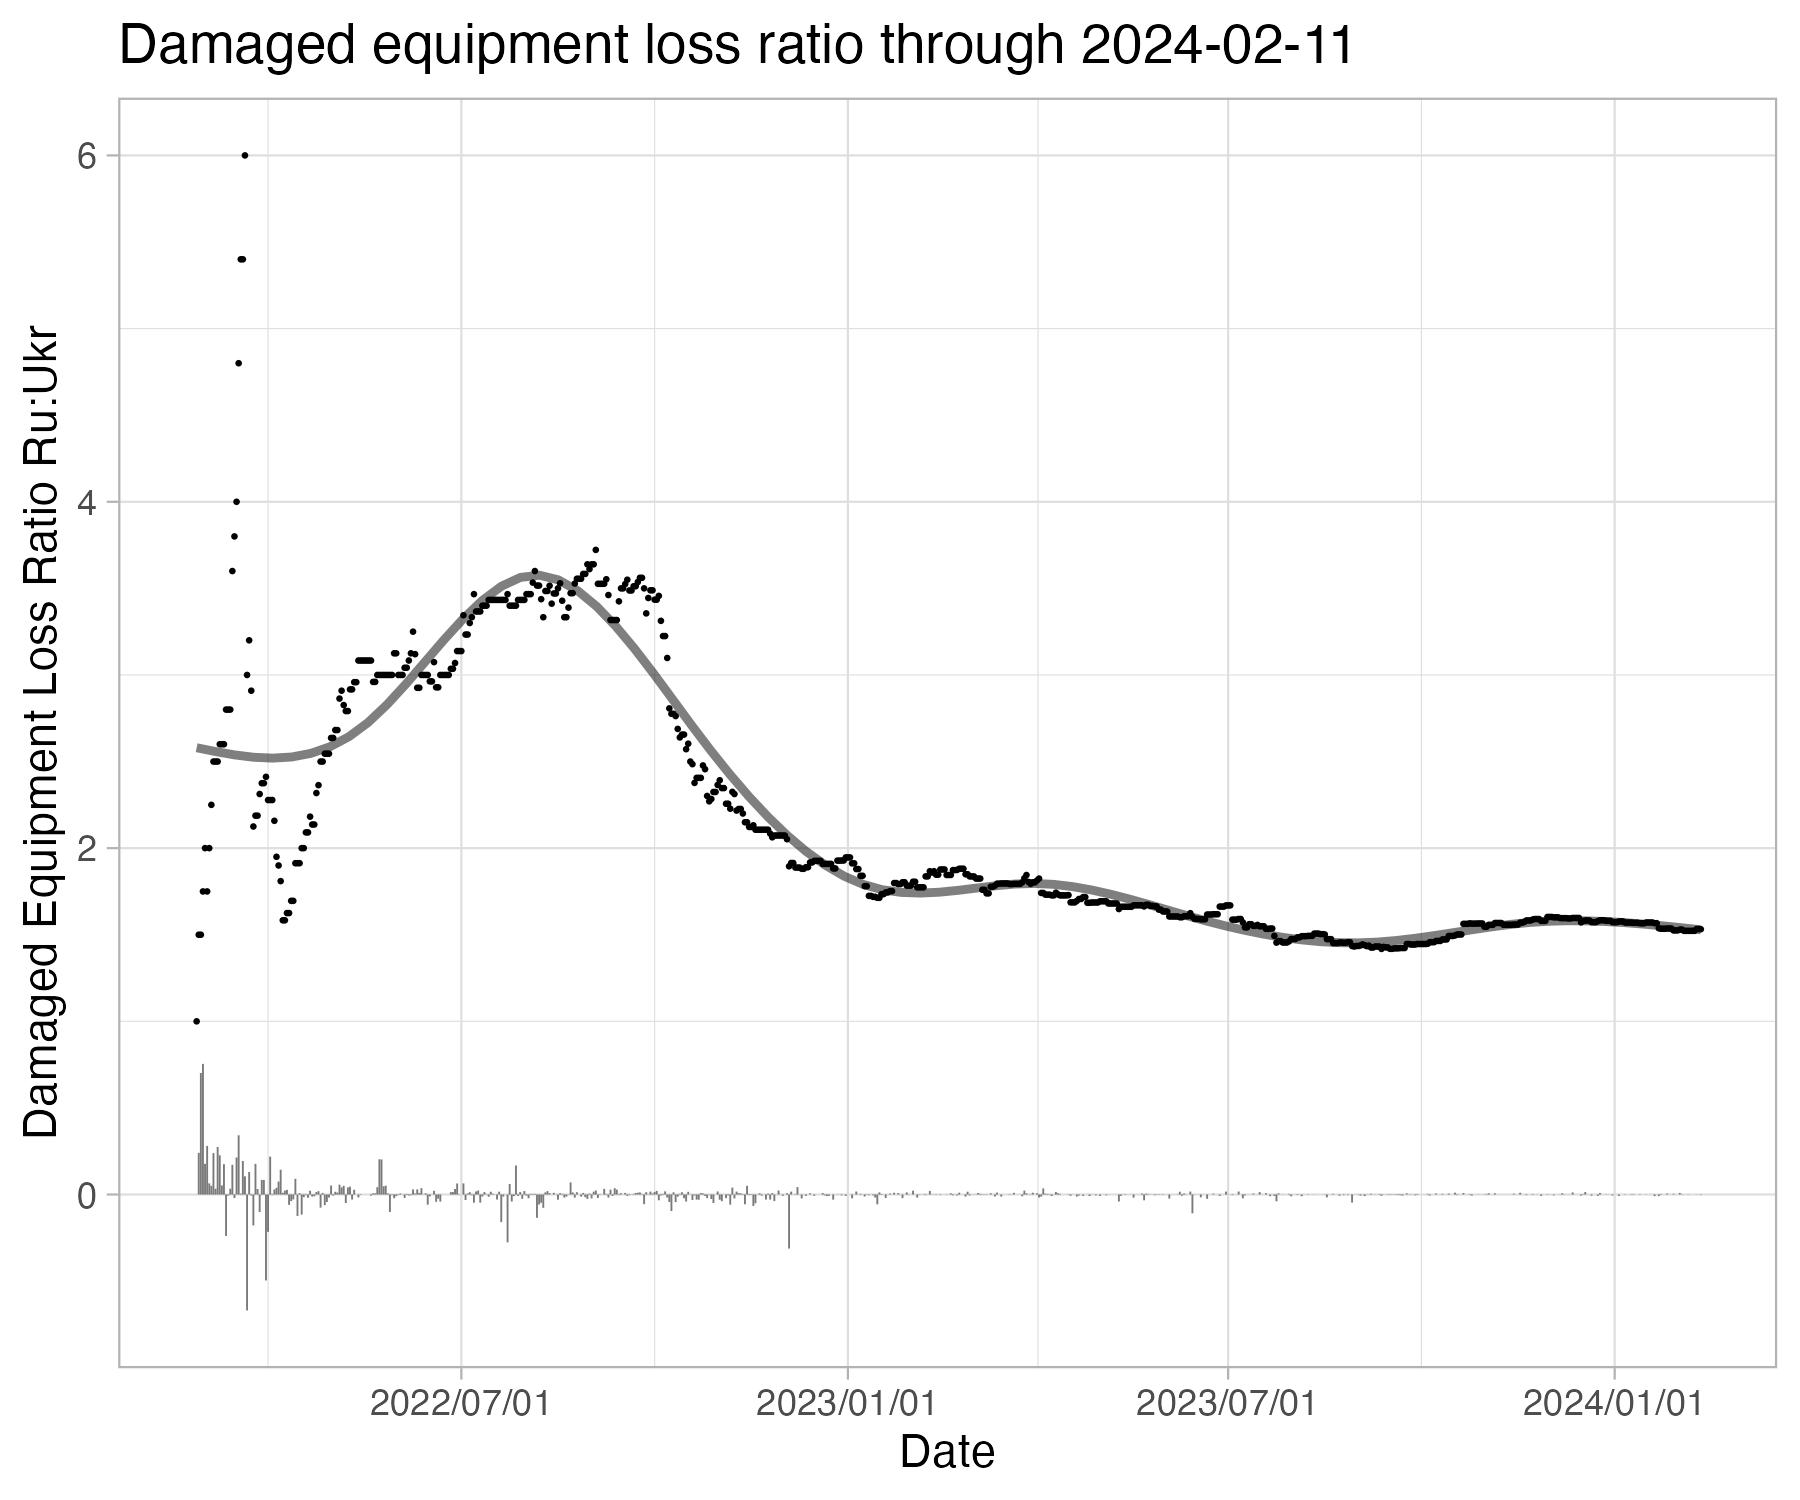 Damaged equipment loss ratio through 2024-02-11
Damaged Equipment Loss Ratio Ru:Ukr
6
4
2
0
2022/07/01
2023/01/01
2023/07/01
2024/01/01
Date